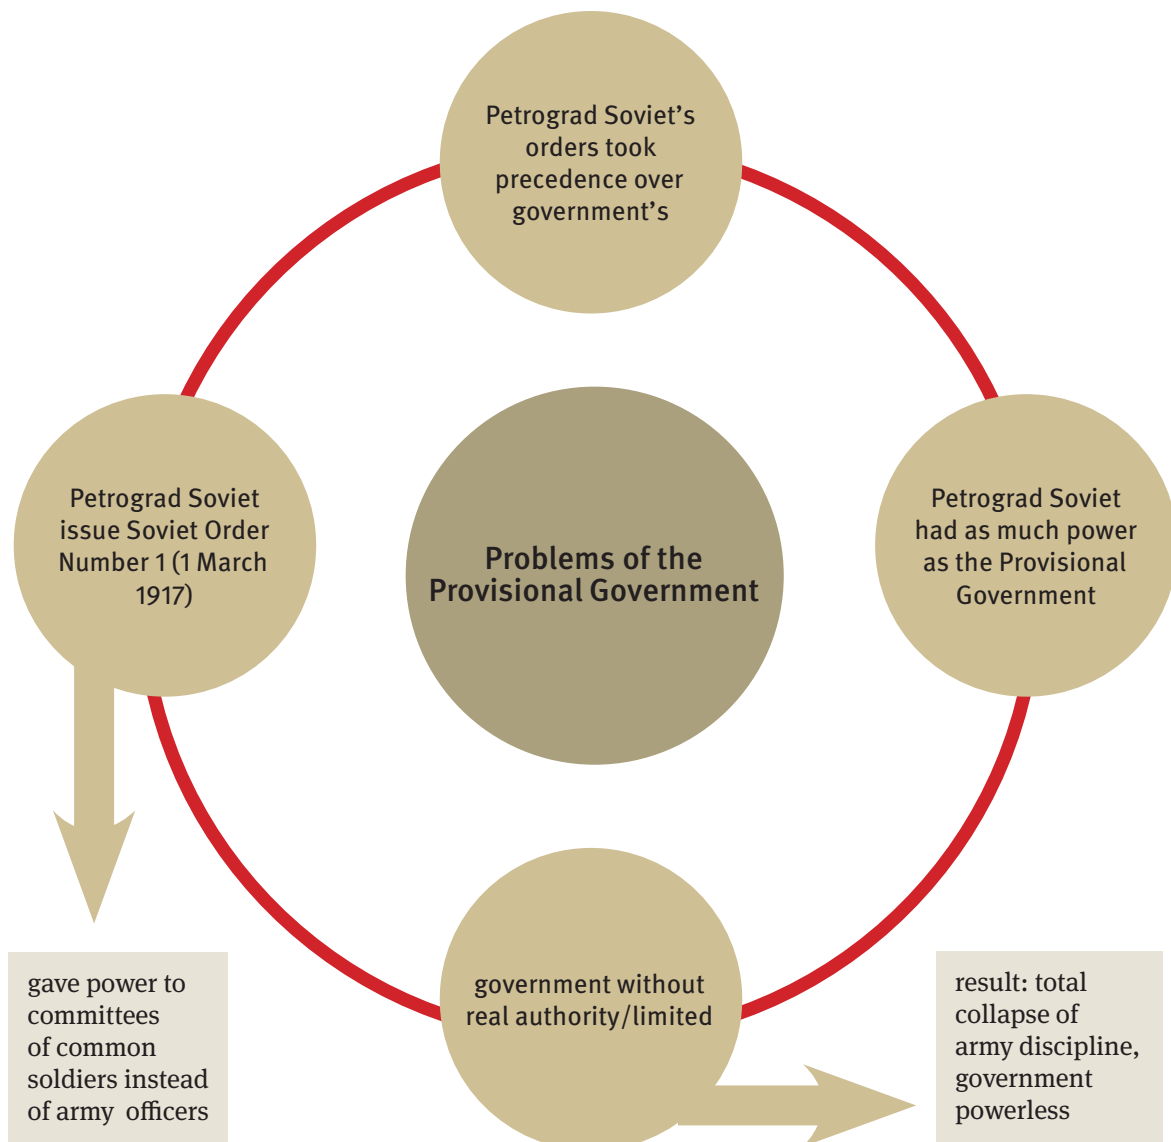 Petrograd Soviet's
orders took
precedence over
government's
Petrograd Soviet
issue Soviet Order
Number 1 (1 March
1917)
Problems of the
Provisional Government
Petrograd Soviet
had as much power
as the Provisional
Government
government without
real authority/limited
gave power to
committees
of common
soldiers instead
of army officers
result: total
collapse of
army discipline,
government
powerless